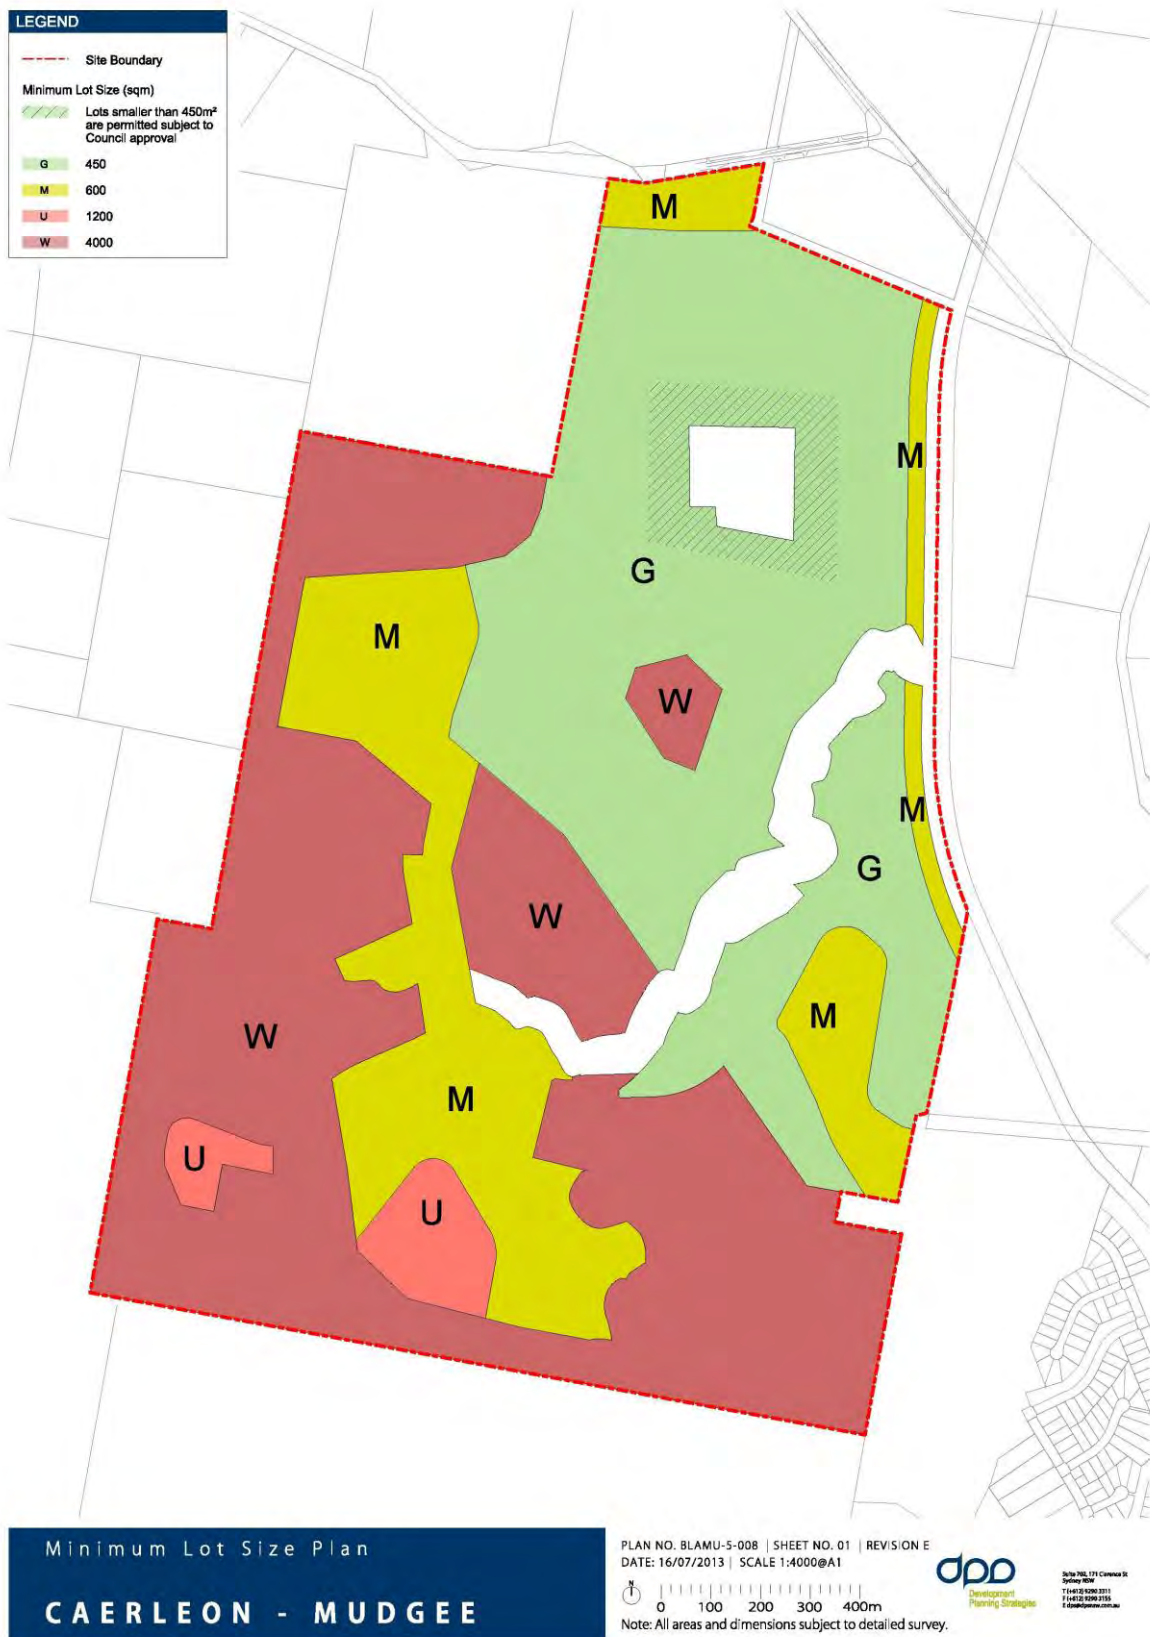 LEGEND
Site Boundary
Minimum Lot Size (sqm)
Lots smaller than 450m²
are permitted subject to
Council approval
G 450
M 600
U 1200
W 4000
M
M
G
M
W
M
G
W
M
W
M
U
U
Minimum Lot Size Plan
CAERLEON - MUDGEE
PLAN NO. BLAMU-5-008 | SHEET NO. 01 | REVISION E
DATE: 16/07/2013 | SCALE 1:4000@A1
N
0 100 200 300 400m
Note: All areas and dimensions subject to detailed survey.
dpp
Development
Planning Strategies
Sydney NSW